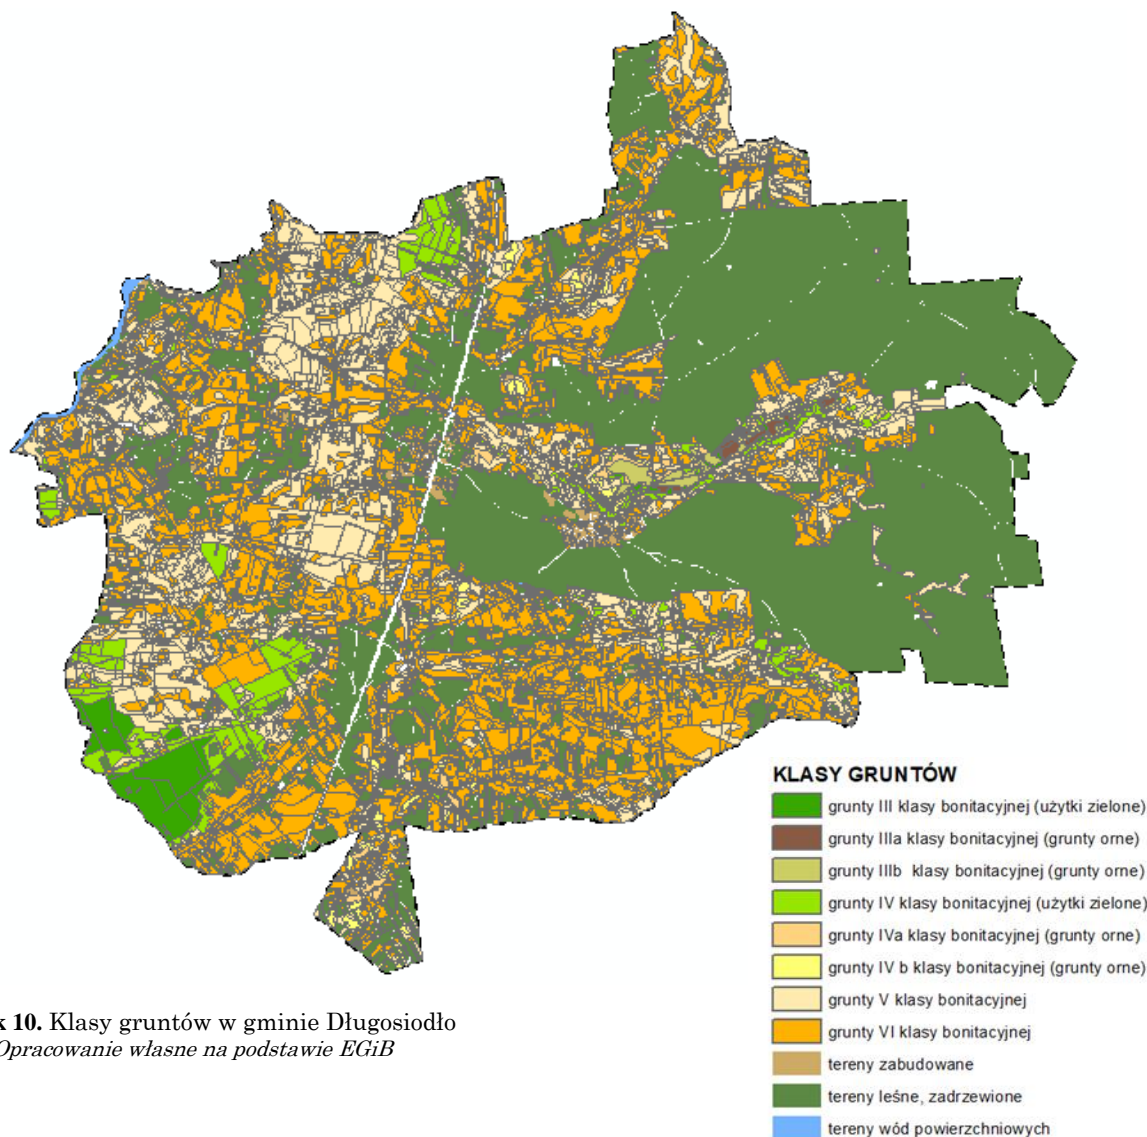 KLASY GRUNTÓW
grunty III klasy bonitacyjnej (użytki zielone)
grunty IIIa klasy bonitacyjnej (grunty orne)
grunty IIIb klasy bonitacyjnej (grunty orne)
grunty IV klasy bonitacyjnej (użytki zielone)
grunty IVa klasy bonitacyjnej (grunty orne)
grunty IV b klasy bonitacyjnej (grunty orne)
grunty V klasy bonitacyjnej
grunty VI klasy bonitacyjnej
tereny zabudowane
tereny leśne, zadrzewione
tereny wód powierzchniowych
k 10. Klasy gruntów w gminie Długosiodło
Opracowanie własne na podstawie EGiB